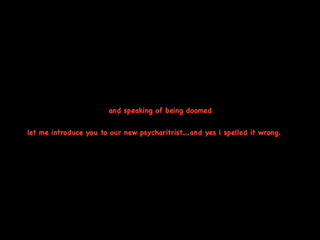 and speaking of being doomed
let me introduce you to our new psycharitrist....and yes i spelled it wrong.